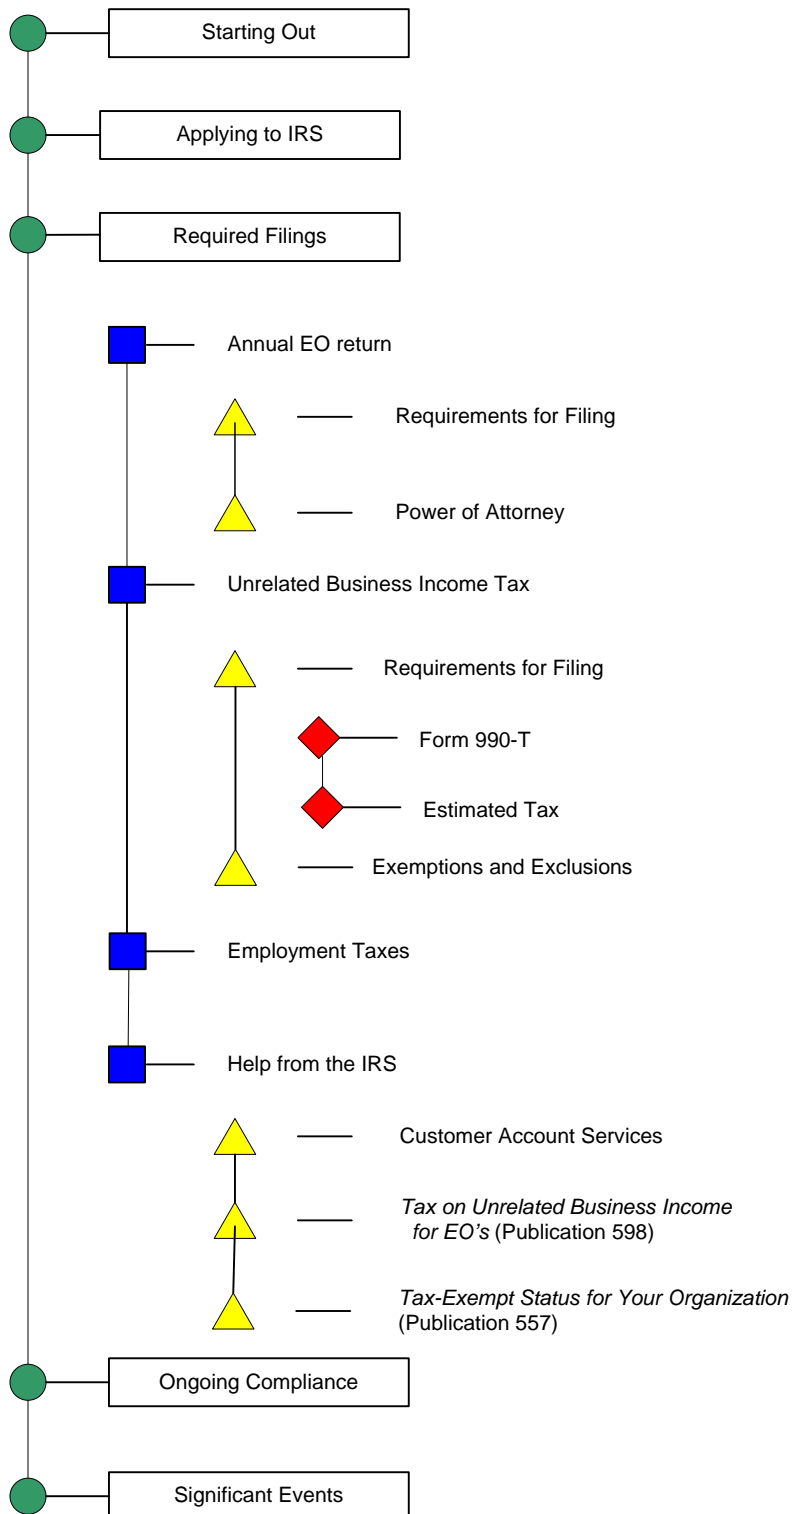 Starting Out
Applying to IRS
Required Filings
Annual EO return
Requirements for Filing
Power of Attorney
Unrelated Business Income Tax
Requirements for Filing
Form 990-T
Estimated Tax
Exemptions and Exclusions
Employment Taxes
Help from the IRS
Customer Account Services
Tax on Unrelated Business Income
for EO's (Publication 598)
Tax-Exempt Status for Your Organization
(Publication 557)
Ongoing Compliance
Significant Events